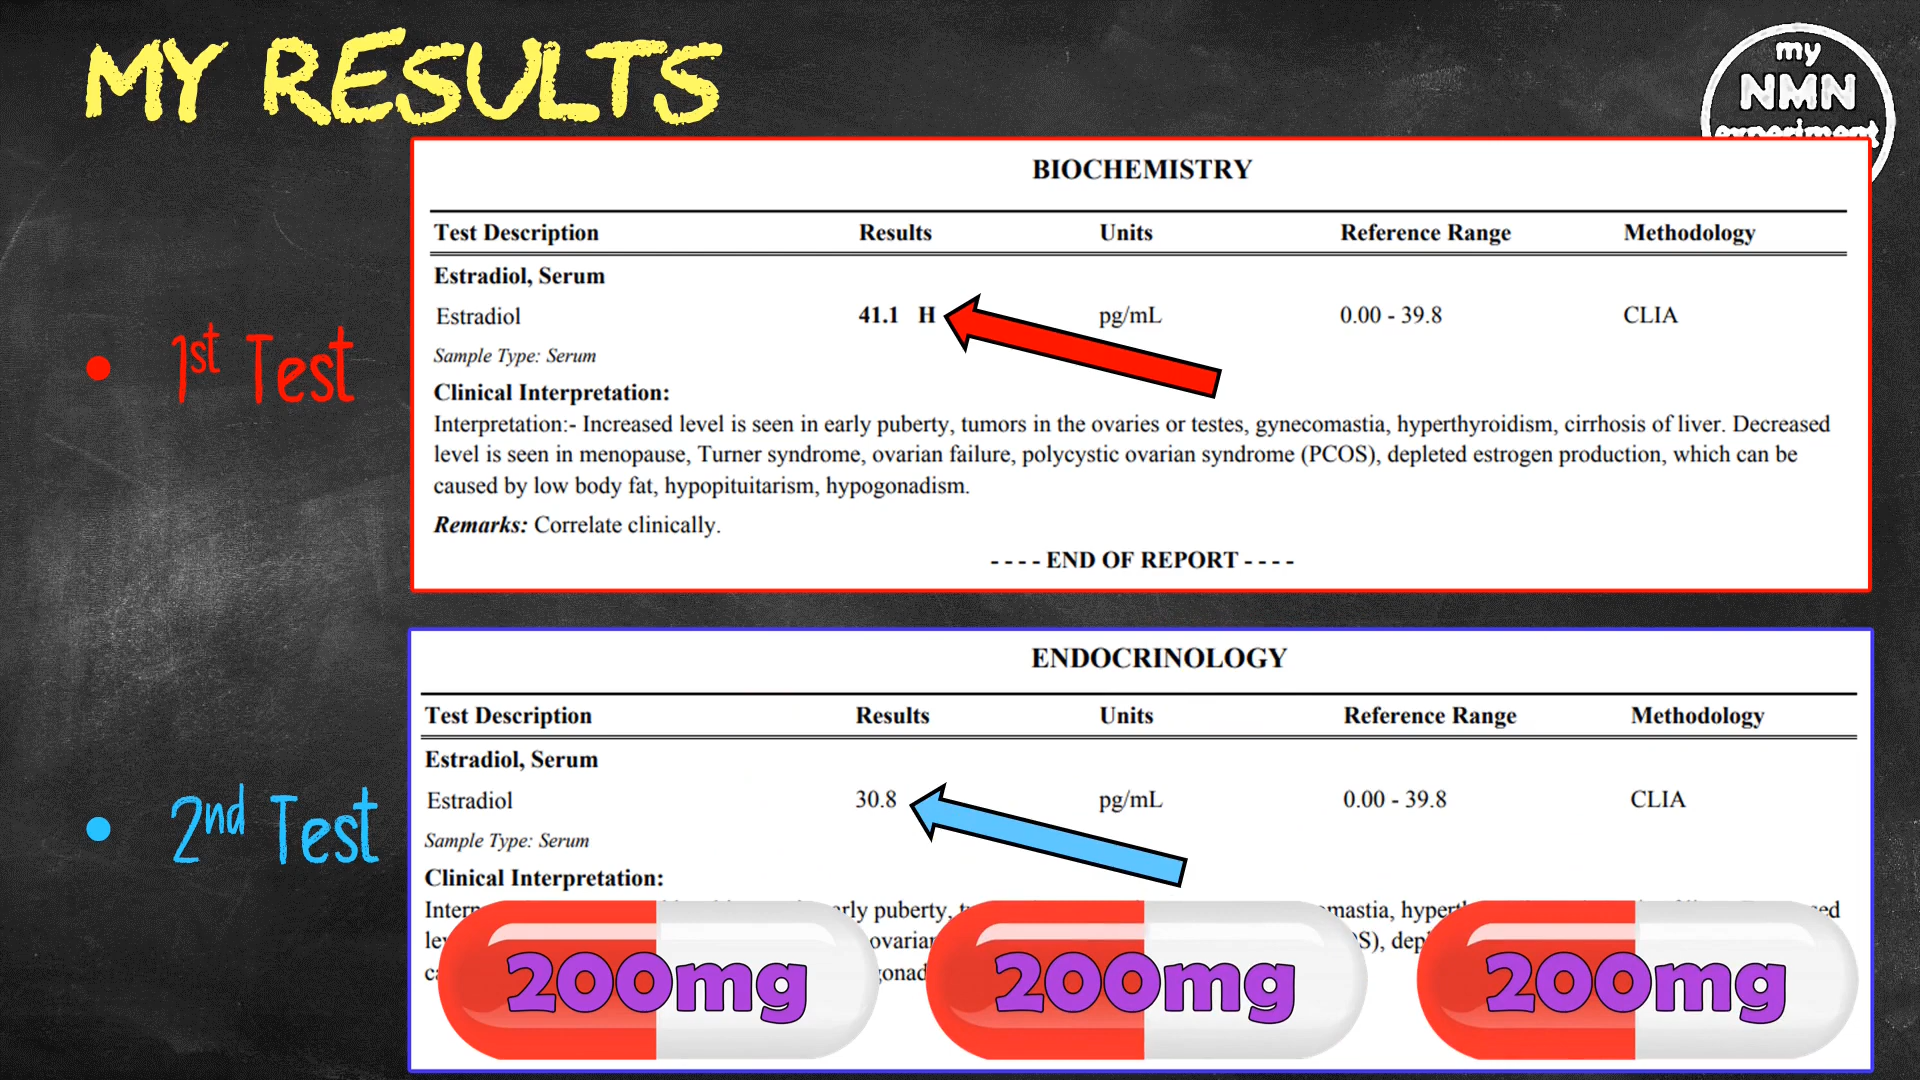 MY RESULTS
my
NMN
experiment
BIOCHEMISTRY
Test Description Results Units Reference Range Methodology
Estradiol, Serum
Estradiol 41.1 H pg/mL 0.00 - 39.8 CLIA
Sample Type: Serum
Clinical Interpretation:
Interpretation:- Increased level is seen in early puberty, tumors in the ovaries or testes, gynecomastia, hyperthyroidism, cirrhosis of liver. Decreased
level is seen in menopause, Turner syndrome, ovarian failure, polycystic ovarian syndrome (PCOS), depleted estrogen production, which can be
caused by low body fat, hypopituitarism, hypogonadism.
Remarks: Correlate clinically.
- - - - END OF REPORT - - - -
• 1st Test
ENDOCRINOLOGY
Test Description Results Units Reference Range Methodology
Estradiol, Serum
Estradiol 30.8 pg/mL 0.00 - 39.8 CLIA
Sample Type: Serum
Clinical Interpretation:
puberty,
• 2nd Test
200mg 200mg 200mg